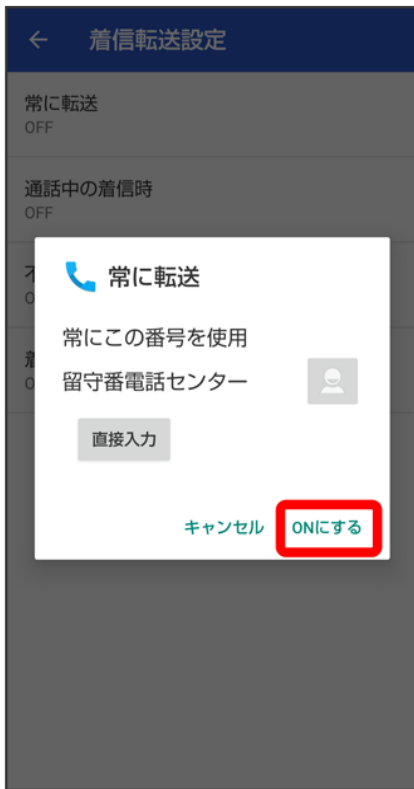 着信転送設定
常に転送
OFF
通話中の着信時
OFF
常に転送
常にこの番号を使用
留守番電話センター
直接入力
キャンセル
ONにする